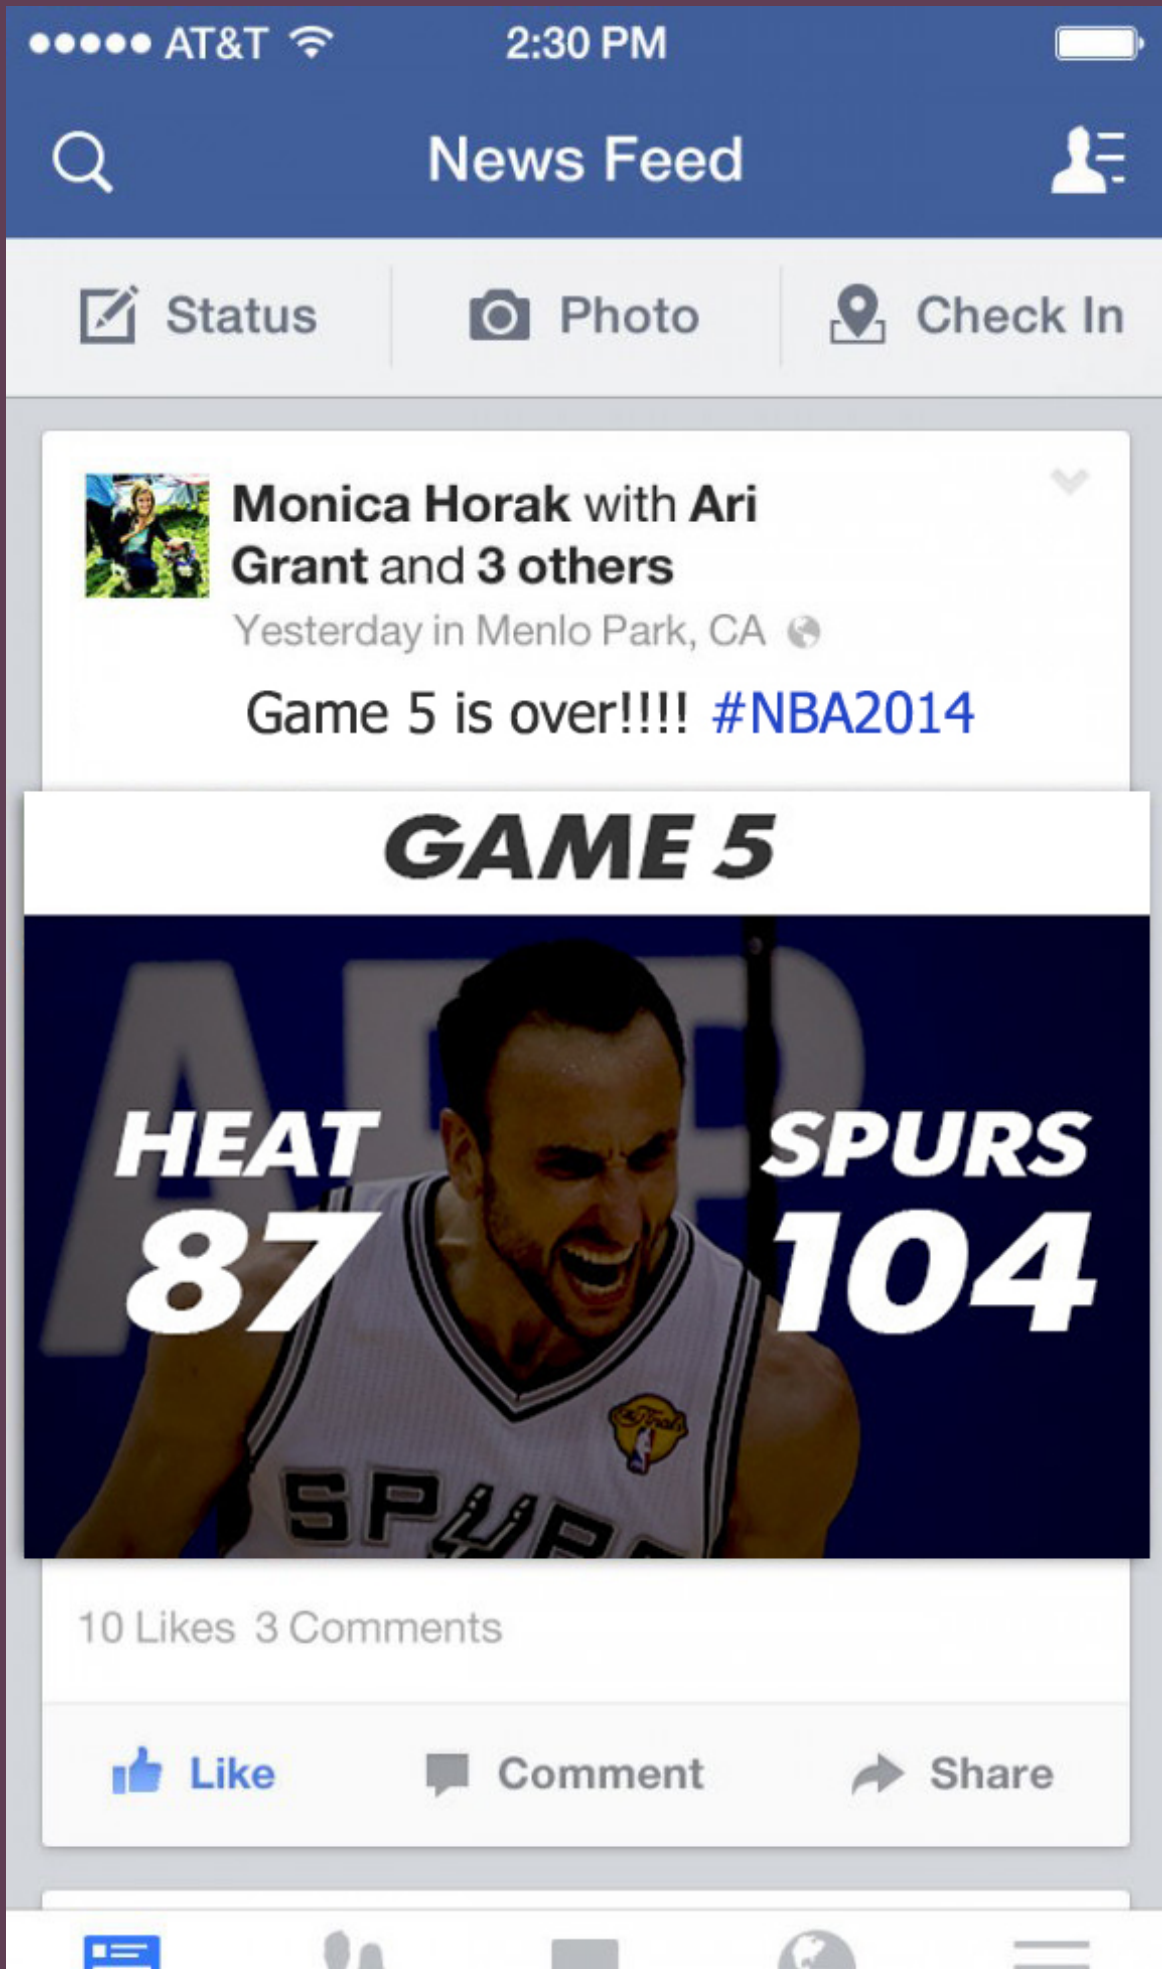 AT&T 2:30 PM
News Feed
Status Photo Check In
Monica Horak with Ari
Grant and 3 others
Yesterday in Menlo Park, CA
Game 5 is over!!!! #NBA2014
GAME 5
HEAT SPURS
87 104
The Finals
10 Likes 3 Comments
Like Comment Share